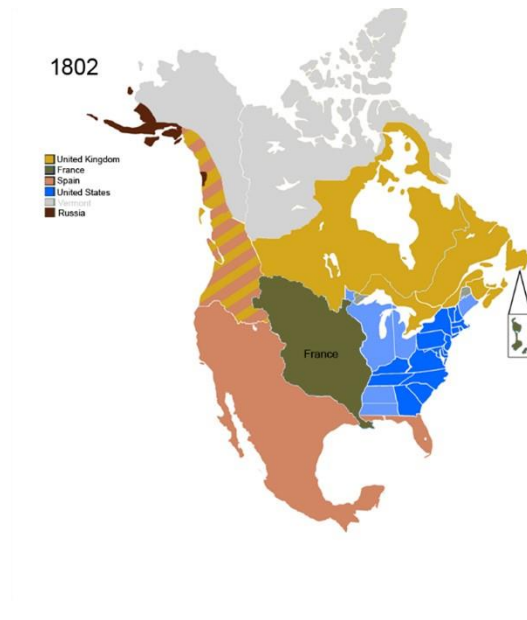 1802
United Kingdom
France
Spain
United States
Vermont
Russia
France